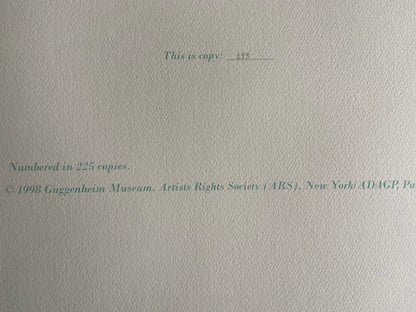 This is copy:
Numbered in 225 copies.
© 1998 Guggenheim Museum, Artists Rights Society (ARS), New York/ADAGP, Pa